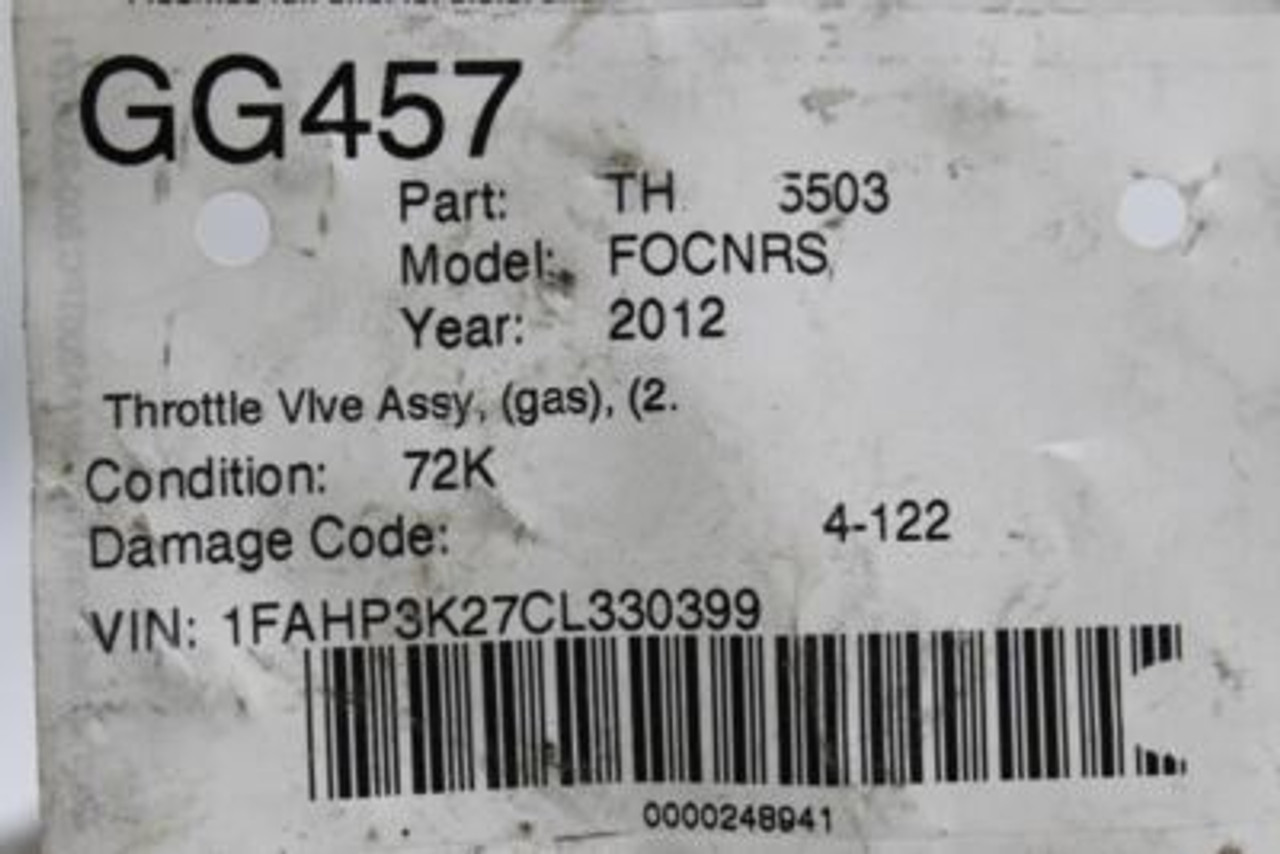 GG457
Part: TH 5503
Model: FOCNRS
Year: 2012
Throttle Vlve Assy, (gas), (2.
Condition: 72K
Damage Code: 4-122
VIN: 1FAHP3K27CL330399
0000248941